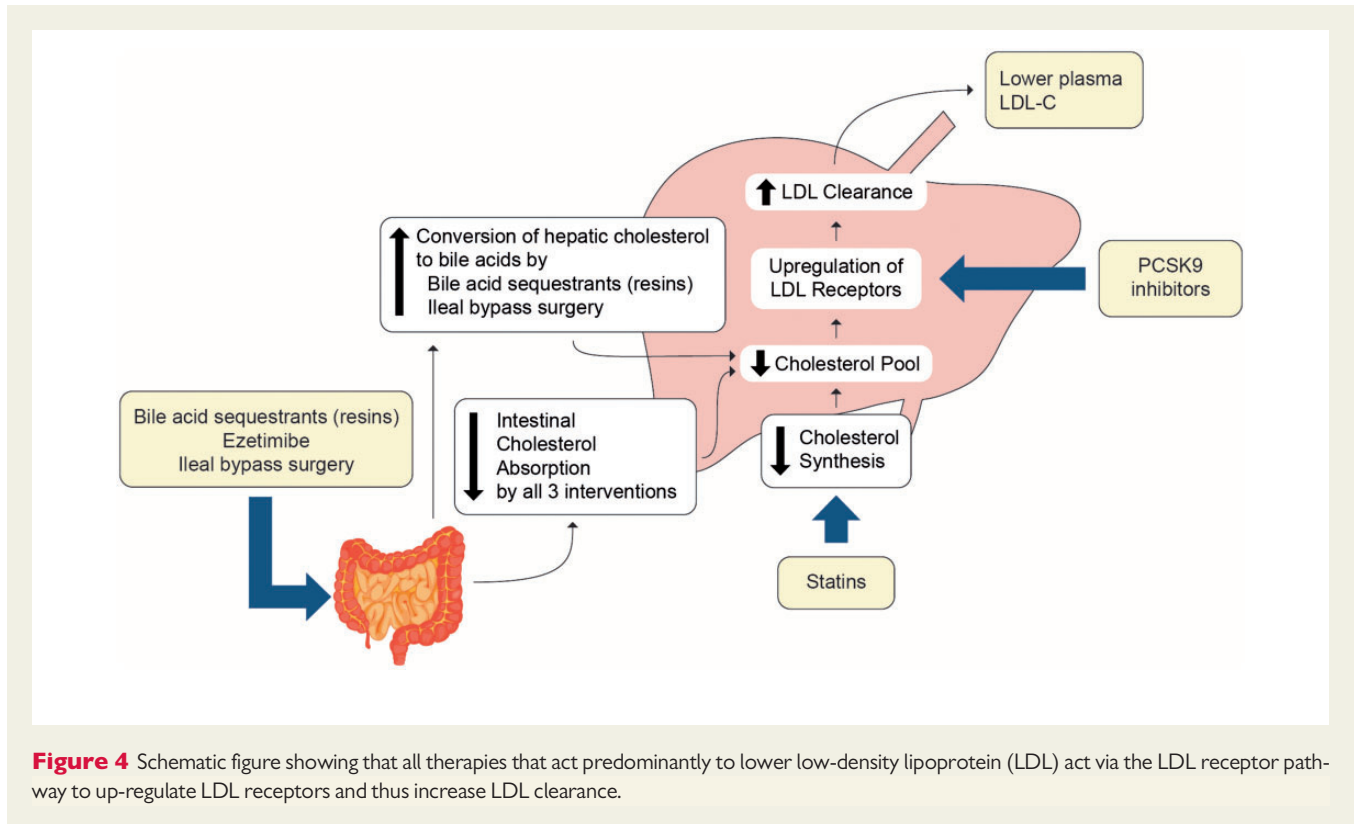 Lower plasma
LDL-C
LDL Clearance
Conversion of hepatic cholesterol
to bile acids by
Bile acid sequestrants (resins)
Ileal bypass surgery
Upregulation of
LDL Receptors
PCSK9
inhibitors
Cholesterol Pool
Bile acid sequestrants (resins)
Ezetimibe
Ileal bypass surgery
Intestinal
Cholesterol
Absorption
by all 3 interventions
Cholesterol
Synthesis
Statins
Figure 4 Schematic figure showing that all therapies that act predominantly to lower low-density lipoprotein (LDL) act via the LDL receptor path-
way to up-regulate LDL receptors and thus increase LDL clearance.